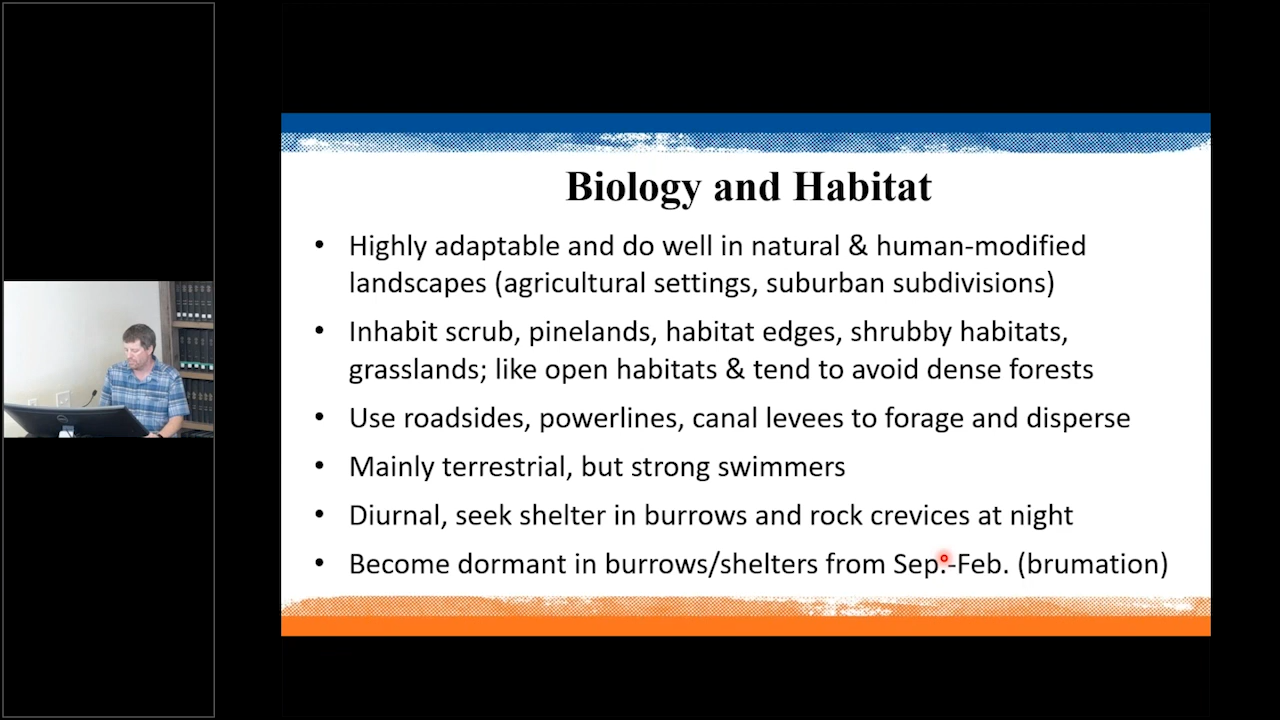 Biology and Habitat
• Highly adaptable and do well in natural & human-modified
landscapes (agricultural settings, suburban subdivisions)
• Inhabit scrub, pinelands, habitat edges, shrubby habitats,
grasslands; like open habitats & tend to avoid dense forests
• Use roadsides, powerlines, canal levees to forage and disperse
• Mainly terrestrial, but strong swimmers
• Diurnal, seek shelter in burrows and rock crevices at night
• Become dormant in burrows/shelters from Sep.-Feb. (brumation)